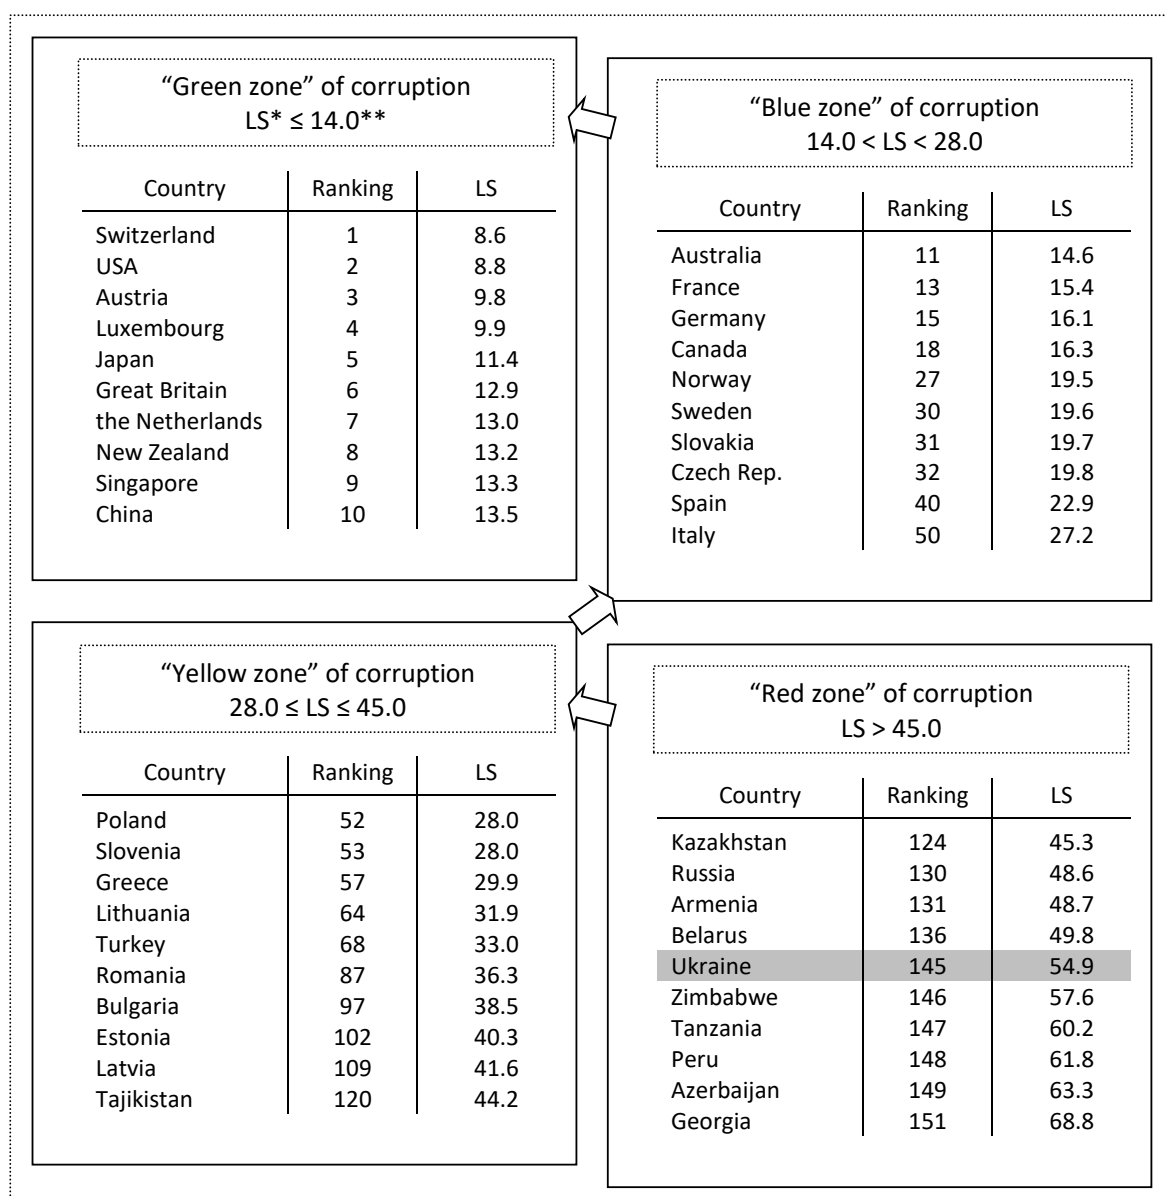 “Green zone” of corruption
LS* ≤ 14.0**
Country Ranking LS
Switzerland 1 8.6
USA 2 8.8
Austria 3 9.8
Luxembourg 4 9.9
Japan 5 11.4
Great Britain 6 12.9
the Netherlands 7 13.0
New Zealand 8 13.2
Singapore 9 13.3
China 10 13.5
“Blue zone” of corruption
14.0 < LS < 28.0
Country Ranking LS
Australia 11 14.6
France 13 15.4
Germany 15 16.1
Canada 18 16.3
Norway 27 19.5
Sweden 30 19.6
Slovakia 31 19.7
Czech Rep. 32 19.8
Spain 40 22.9
Italy 50 27.2
“Yellow zone” of corruption
28.0 ≤ LS ≤ 45.0
Country Ranking LS
Poland 52 28.0
Slovenia 53 28.0
Greece 57 29.9
Lithuania 64 31.9
Turkey 68 33.0
Romania 87 36.3
Bulgaria 97 38.5
Estonia 102 40.3
Latvia 109 41.6
Tajikistan 120 44.2
“Red zone” of corruption
LS > 45.0
Country Ranking LS
Kazakhstan 124 45.3
Russia 130 48.6
Armenia 131 48.7
Belarus 136 49.8
Ukraine 145 54.9
Zimbabwe 146 57.6
Tanzania 147 60.2
Peru 148 61.8
Azerbaijan 149 63.3
Georgia 151 68.8